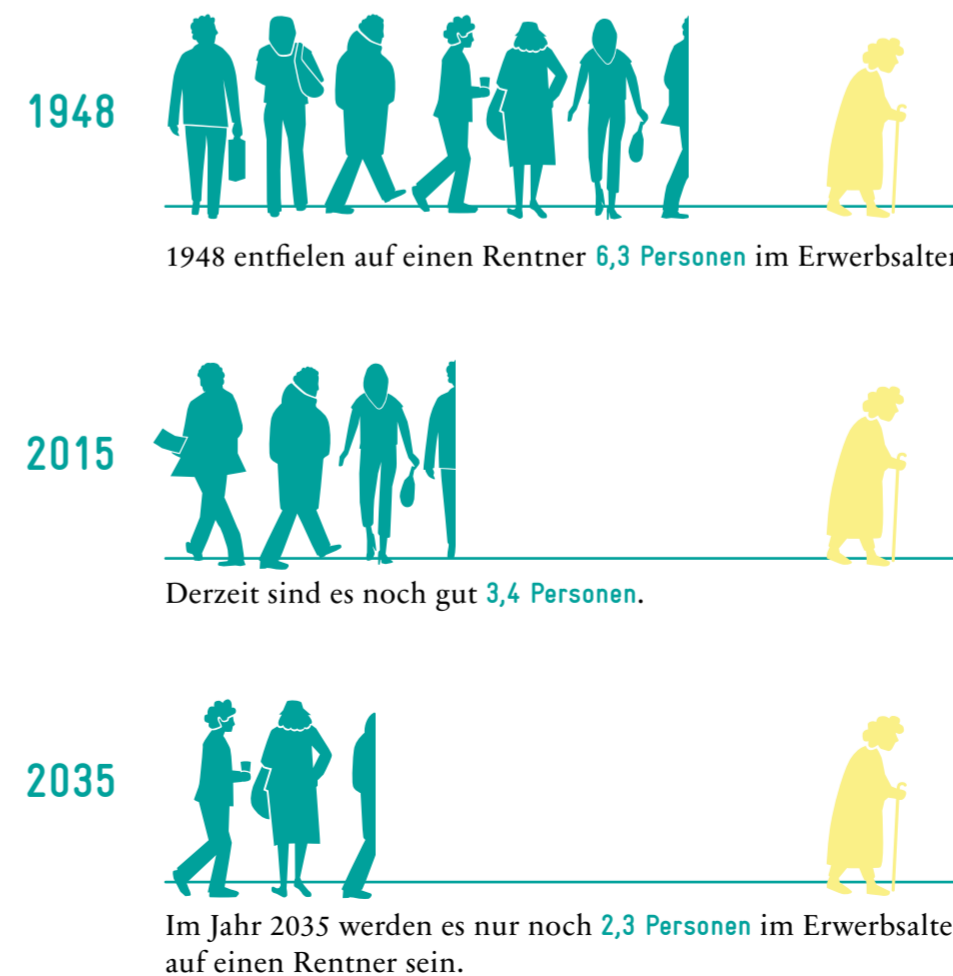 1948
1948 entfielen auf einen Rentner 6,3 Personen im Erwerbsalter
2015
Derzeit sind es noch gut 3,4 Personen.
2035
Im Jahr 2035 werden es nur noch 2,3 Personen im Erwerbsalte
auf einen Rentner sein.